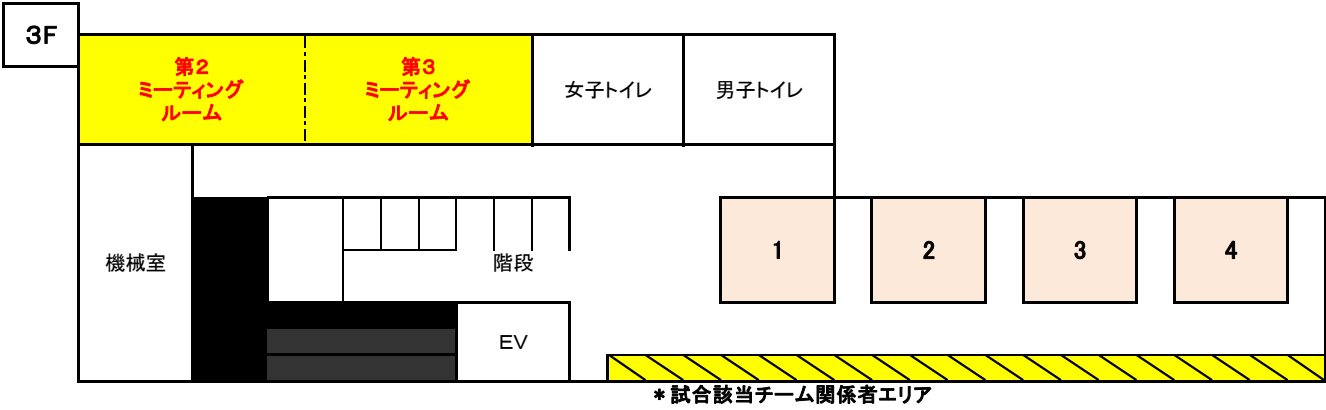 ３F
第２
ミーティング
ルーム
第３
ミーティング
ルーム
女子トイレ
男子トイレ
機械室
階段
1
2
3
4
EV
＊試合該当チーム関係者エリア